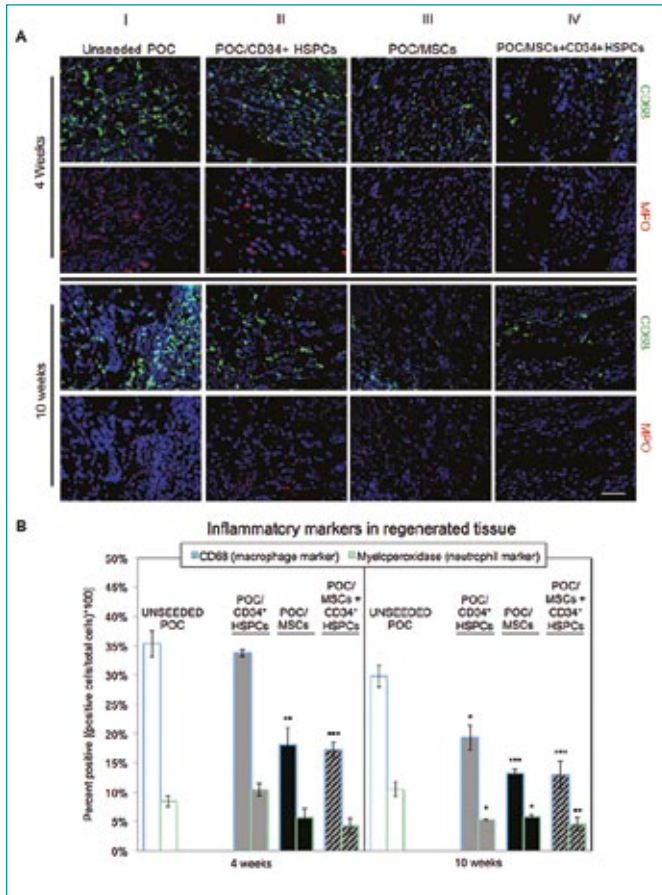 I III III IV
A
Unseeded POC POC/CD34+ HSPCs POC/MSCs POC/MSCs+CD34+HSPCs
4 Weeks
CD68
MPO
10 weeks
CD68
MPO
B
Inflammatory markers in regenerated tissue
CD68 (macrophage marker) Myeloperoxidase (neutrophil marker)
Percent positive [(positive cells/total cells)*100]
50%
45%
40%
35%
30%
25%
20%
15%
10%
5%
0%
UNSEEDED
POC
POC/
CD34+
HSPCs
POC/
MSCs
POC/
MSCs +
CD34+
HSPCs
UNSEEDED
POC
POC/
CD34+
HSPCs
POC/
MSCs
POC/
MSCs +
CD34+
HSPCs
** *** * * *** * *** **
4 weeks 10 weeks